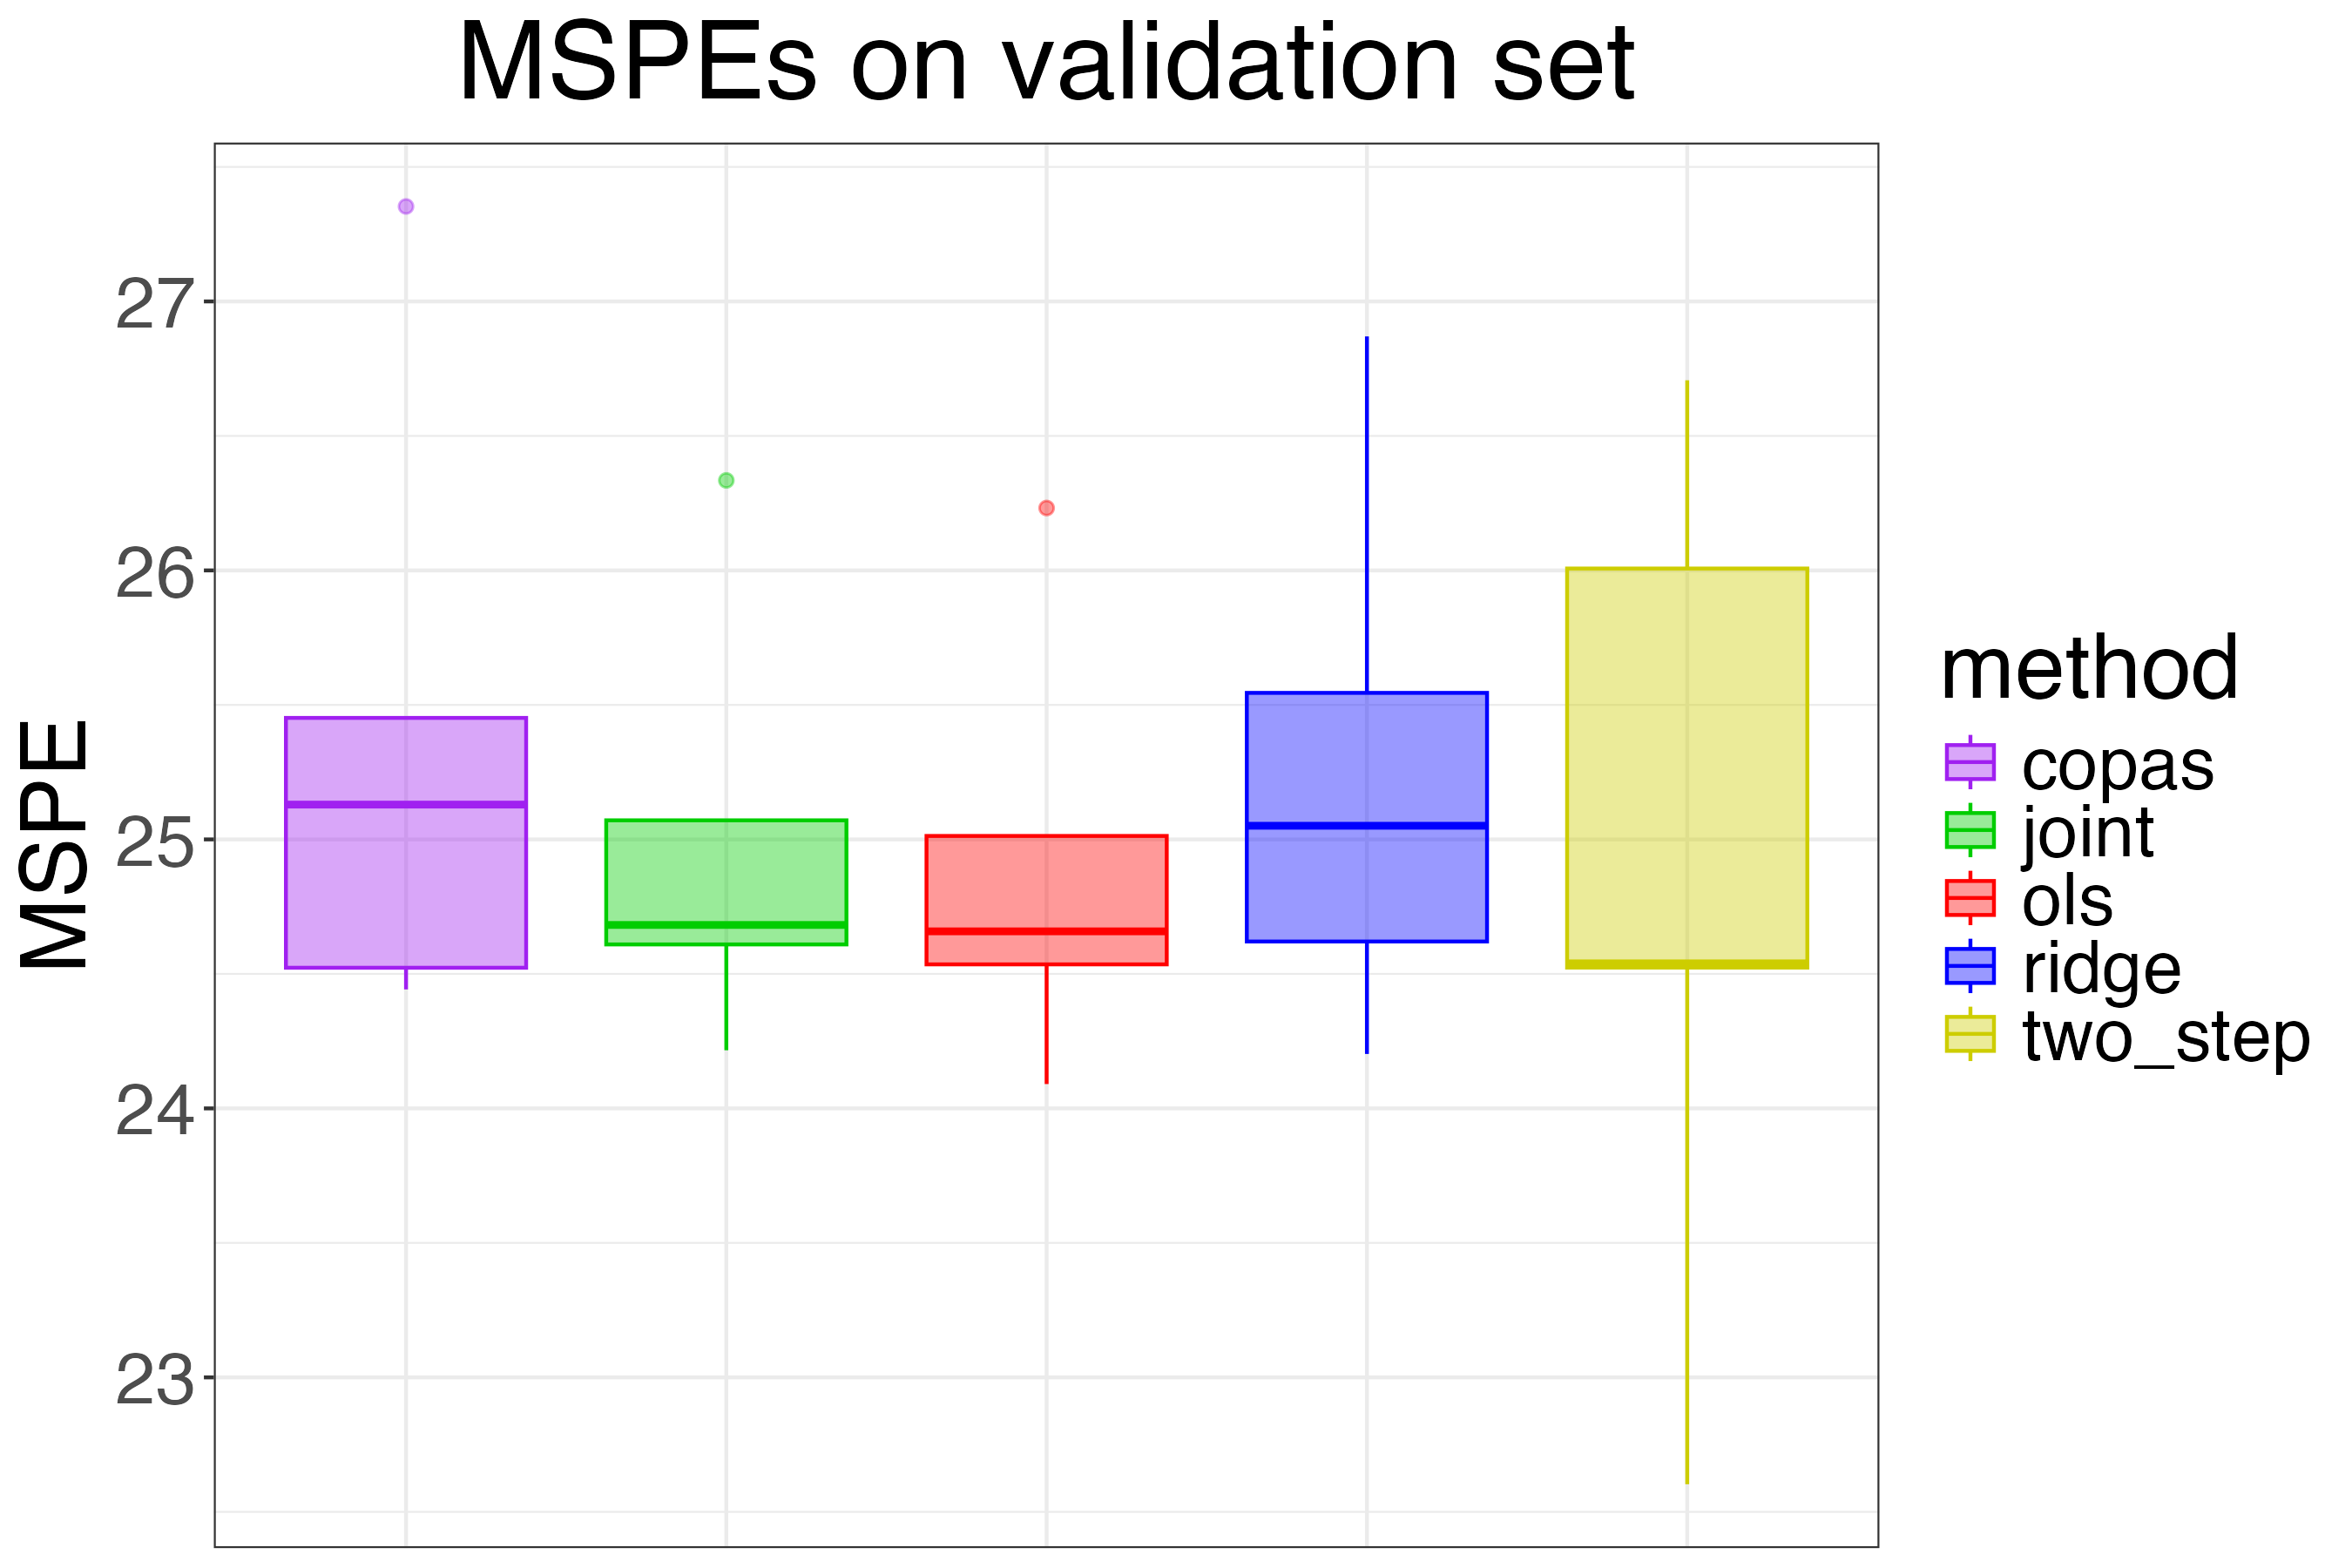 MSPEs on validation set
MSPE
27
26
25
24
23
method
copas
joint
ols
ridge
two_step